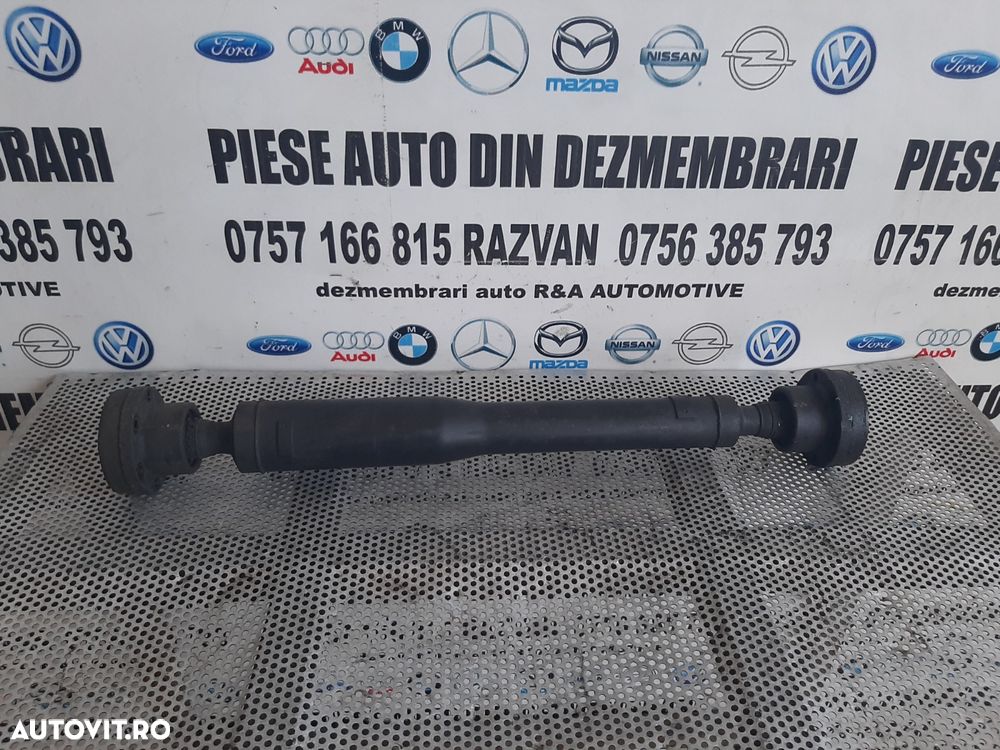 Ford Audi BMW mazda NISSAN Ford
BRARI PIESE AUTO DIN DEZMEMBRARI PIESE
385 793 0757 166 815 RAZVAN 0756 385 793 0757 166
OTIVE dezmembrari auto R&A AUTOMOTIVE dezme
Ford Audi BMW mazda NISSAN Ford Audi
AUTOVIT.RO